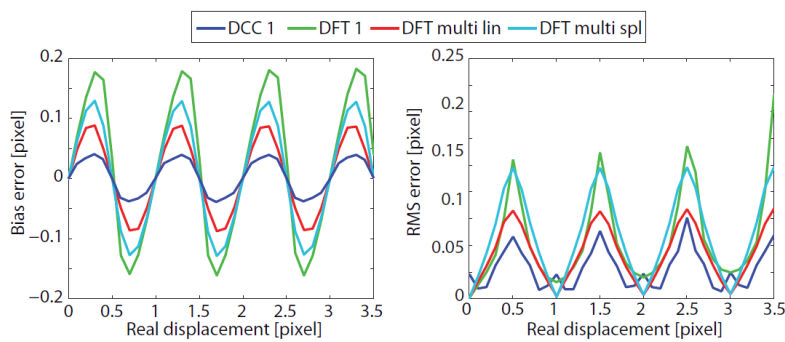 DCC 1 DFT 1 DFT multi lin DFT multi spl
Bias error [pixel]
0.2
0.1
0
−0.1
−0.2
0 0.5 1 1.5 2 2.5 3 3.5
Real displacement [pixel]
RMS error [pixel]
0.25
0.2
0.15
0.1
0.05
0
0 0.5 1 1.5 2 2.5 3 3.5
Real displacement [pixel]